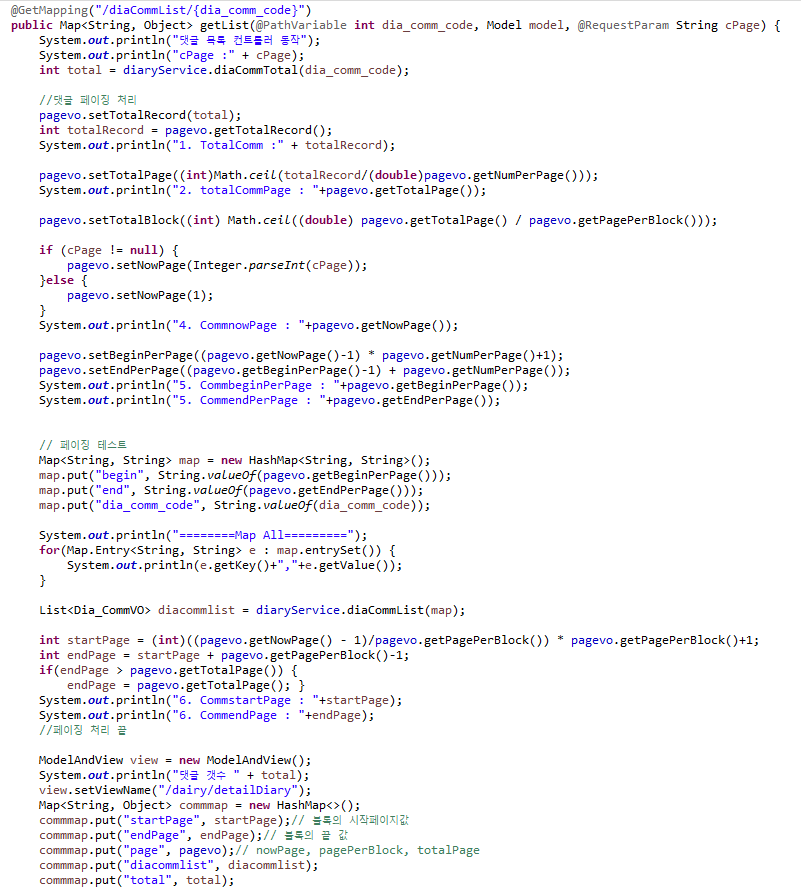 @GetMapping("/diaCommList/{dia_comm_code}")
public Map<String, Object> getList(@PathVariable int dia_comm_code, Model model, @RequestParam String cPage) {
System.out.println("댓글 목록 컨트롤러 동작");
System.out.println("cPage :" + cPage);
int total = diaryService.diaCommTotal(dia_comm_code);
//댓글 페이징 처리
pagevo.setTotalRecord(total);
int totalRecord = pagevo.getTotalRecord();
System.out.println("1. TotalComm :" + totalRecord);
pagevo.setTotalPage((int)Math.ceil(totalRecord/(double)pagevo.getNumPerPage()));
System.out.println("2. totalCommPage : "+pagevo.getTotalPage());
pagevo.setTotalBlock((int) Math.ceil((double) pagevo.getTotalPage() / pagevo.getPagePerBlock()));
if (cPage != null) {
pagevo.setNowPage(Integer.parseInt(cPage));
}else {
pagevo.setNowPage(1);
}
System.out.println("4. CommnowPage : "+pagevo.getNowPage());
pagevo.setBeginPerPage((pagevo.getNowPage()-1) * pagevo.getNumPerPage()+1);
pagevo.setEndPerPage((pagevo.getBeginPerPage()-1) + pagevo.getNumPerPage());
System.out.println("5. CommbeginPerPage : "+pagevo.getBeginPerPage());
System.out.println("5. CommendPerPage : "+pagevo.getEndPerPage());
// 페이징 테스트
Map<String, String> map = new HashMap<String, String>();
map.put("begin", String.valueOf(pagevo.getBeginPerPage()));
map.put("end", String.valueOf(pagevo.getEndPerPage()));
map.put("dia_comm_code", String.valueOf(dia_comm_code));
System.out.println("========Map All=========");
for(Map.Entry<String, String> e : map.entrySet()) {
System.out.println(e.getKey()+","+e.getValue());
}
List<Dia_CommVO> diacommlist = diaryService.diaCommList(map);
int startPage = (int)((pagevo.getNowPage() - 1)/pagevo.getPagePerBlock()) * pagevo.getPagePerBlock()+1;
int endPage = startPage + pagevo.getPagePerBlock()-1;
if(endPage > pagevo.getTotalPage()) {
endPage = pagevo.getTotalPage(); }
System.out.println("6. CommstartPage : "+startPage);
System.out.println("6. CommendPage : "+endPage);
//페이징 처리 끝
ModelAndView view = new ModelAndView();
System.out.println("댓글 갯수 " + total);
view.setViewName("/dairy/detailDiary");
Map<String, Object> commmap = new HashMap<>();
commmap.put("startPage", startPage);// 블록의 시작페이지값
commmap.put("endPage", endPage);// 블록의 끝 값
commmap.put("page", pagevo);// nowPage, pagePerBlock, totalPage
commmap.put("diacommlist", diacommlist);
commmap.put("total", total);